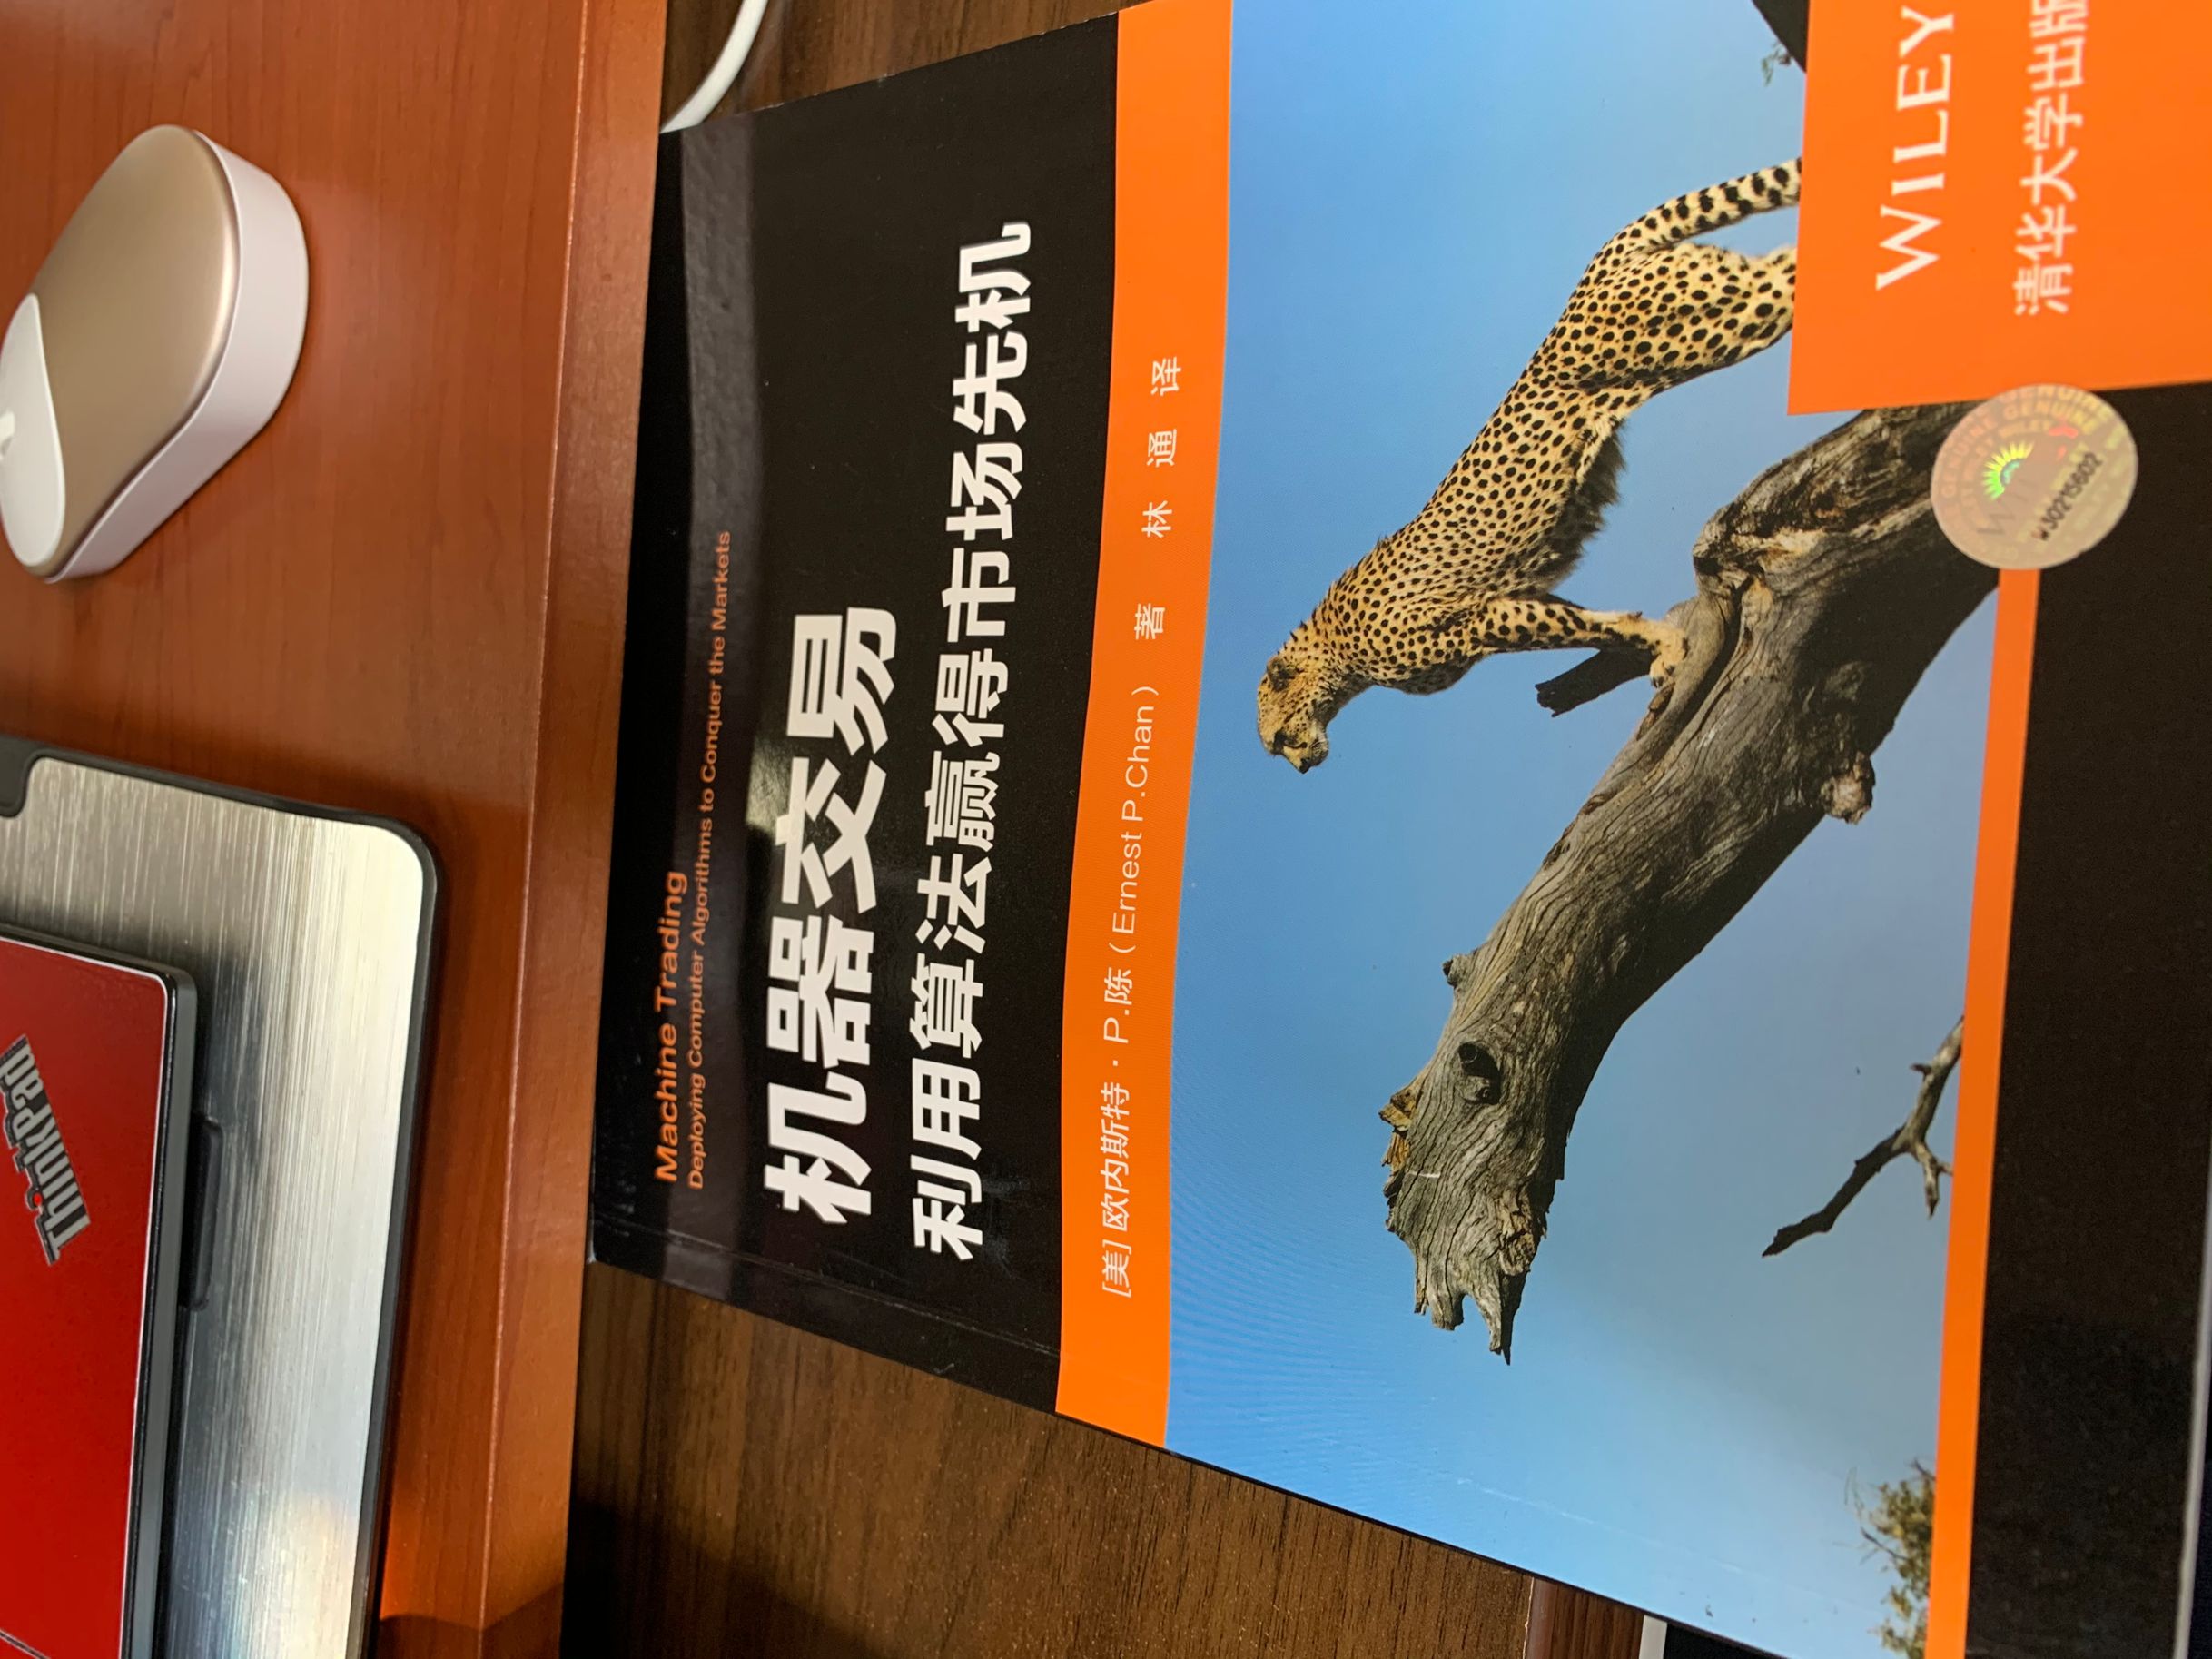 ThinkPad
Machine Trading
Deploying Computer Algorithms to Conquer the Markets
机器交易
利用算法赢得市场先机
[美] 欧内斯特·P.陈（Ernest P.Chan） 著 林 通 译
WILEY
清华大学出版